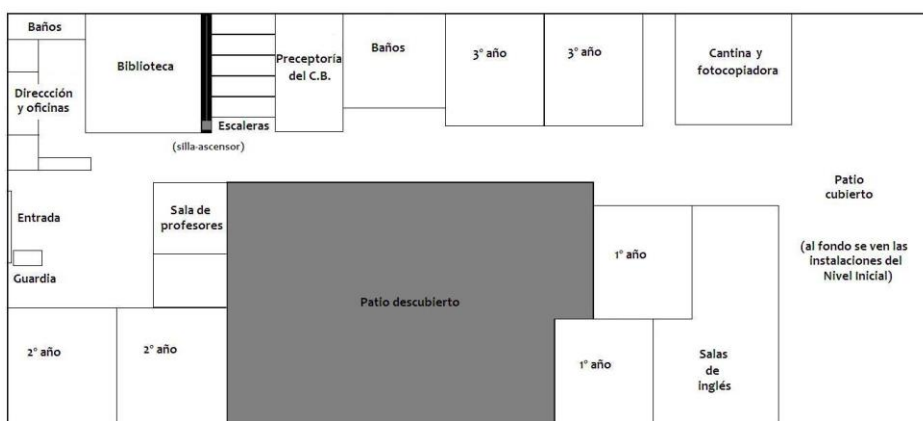 Baños
Direccción
y oficinas
Biblioteca
Escaleras
(silla-ascensor)
Preceptoría
del C.B.
Baños
3° año
3° año
Cantina y
fotocopiadora
Entrada
Guardia
Sala de
profesores
Patio
cubierto
(al fondo se ven las
instalaciones del
Nivel Inicial)
1° año
Patio descubierto
2° año
2° año
1° año
Salas
de
inglés